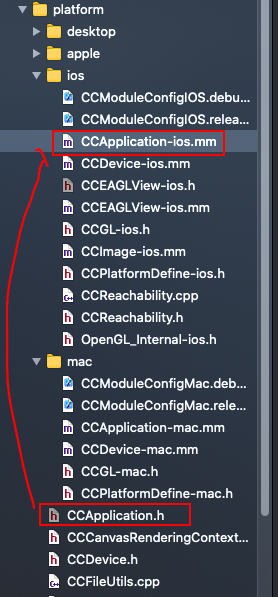 platform
desktop
apple
ios
CCModuleConfigIOS.debu...
CCModuleConfigIOS.relea...
m CCApplication-ios.mm
m CCDevice-ios.mm
h CCEAGLView-ios.h
m CCEAGLView-ios.mm
h CCGL-ios.h
m CCImage-ios.mm
h CCPlatformDefine-ios.h
C++ CCReachability.cpp
h CCReachability.h
h OpenGL_Internal-ios.h
mac
CCModuleConfigMac.deb...
CCModuleConfigMac.rele...
m CCApplication-mac.mm
m CCDevice-mac.mm
h CCGL-mac.h
h CCPlatformDefine-mac.h
h CCApplication.h
h CCCanvasRenderingContext...
h CCDevice.h
C++ CCFileUtils.cpp